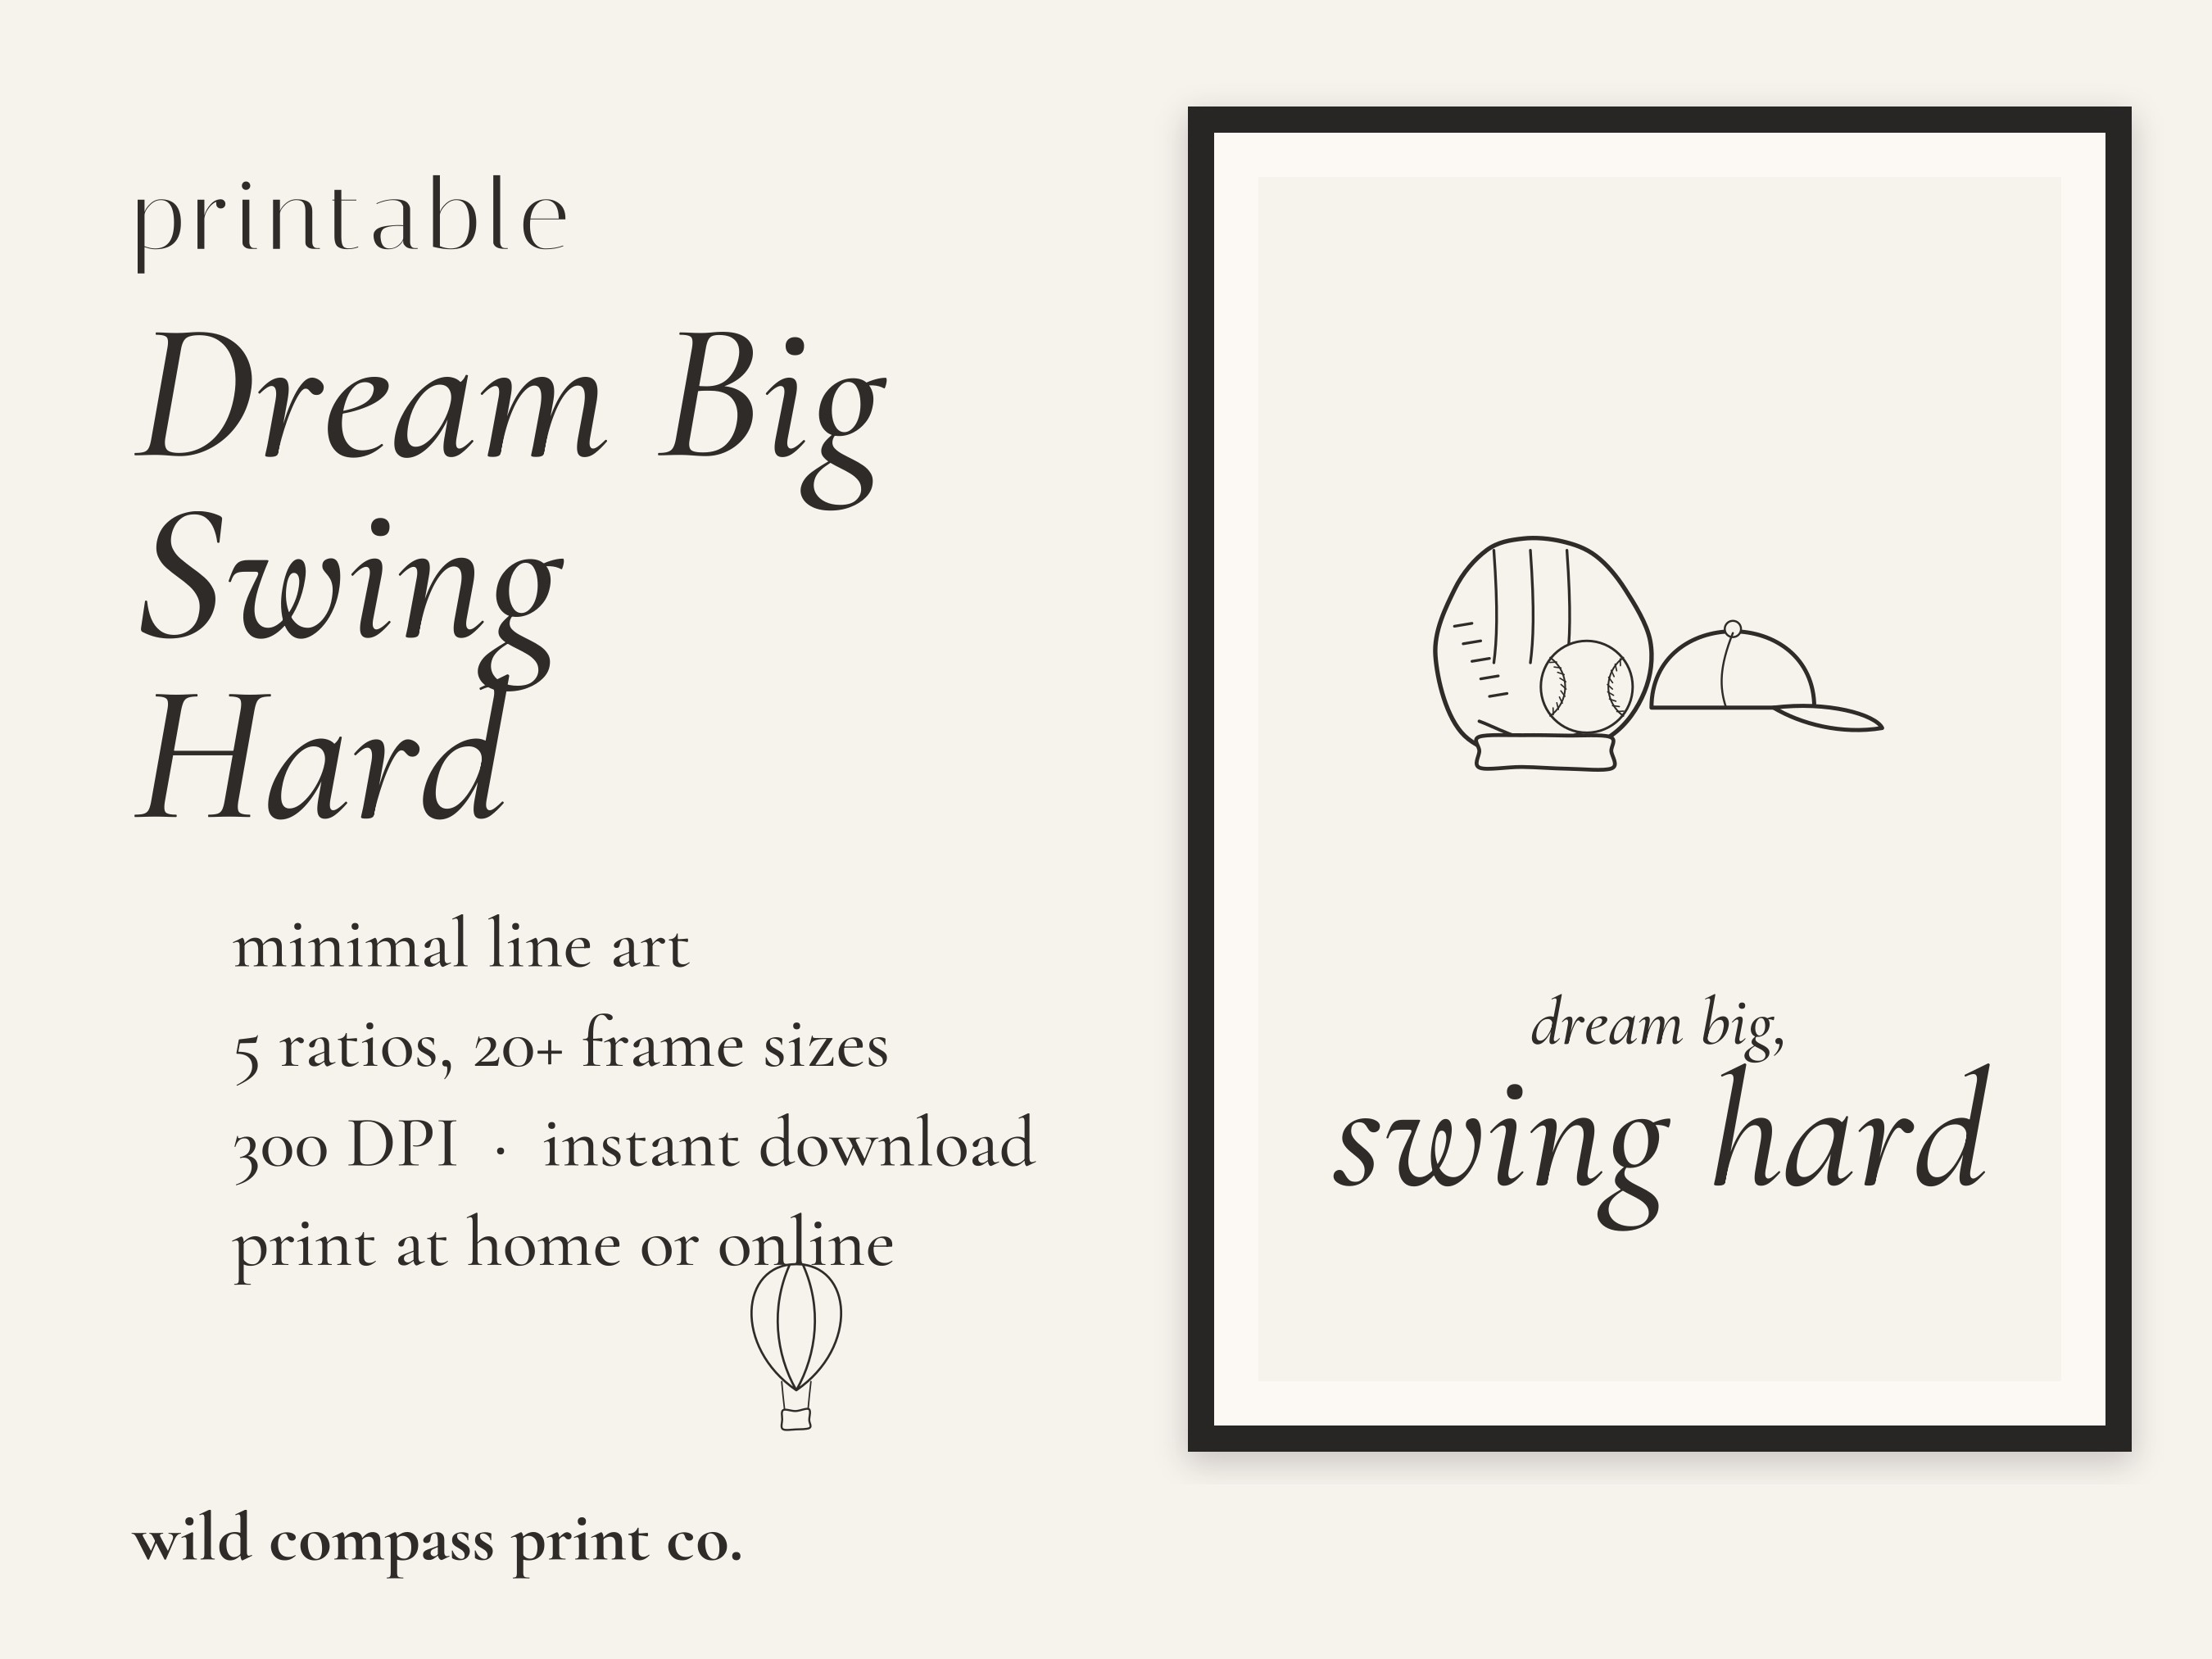 printable
Dream Big
Swing
Hard
minimal line art
5 ratios, 20+ frame sizes
300 DPI · instant download
print at home or online
wild compass print co.
dream big,
swing hard